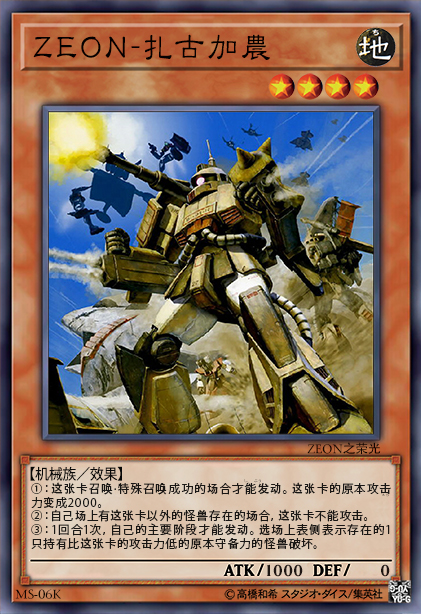 ZEON-扎古加農
地
ZEON之荣光
【机械族／效果】
①：这张卡召唤·特殊召唤成功的场合才能发动。这张卡的原本攻击
力变成2000。
②：自己场上有这张卡以外的怪兽存在的场合，这张卡不能攻击。
③：1回合1次，自己的主要阶段才能发动。选场上表侧表示存在的1
只持有比这张卡的攻击力低的原本守备力的怪兽破坏。
ATK/1000 DEF/ 0
MS-06K
©高橋和希 スタジオ・ダイス/集英社